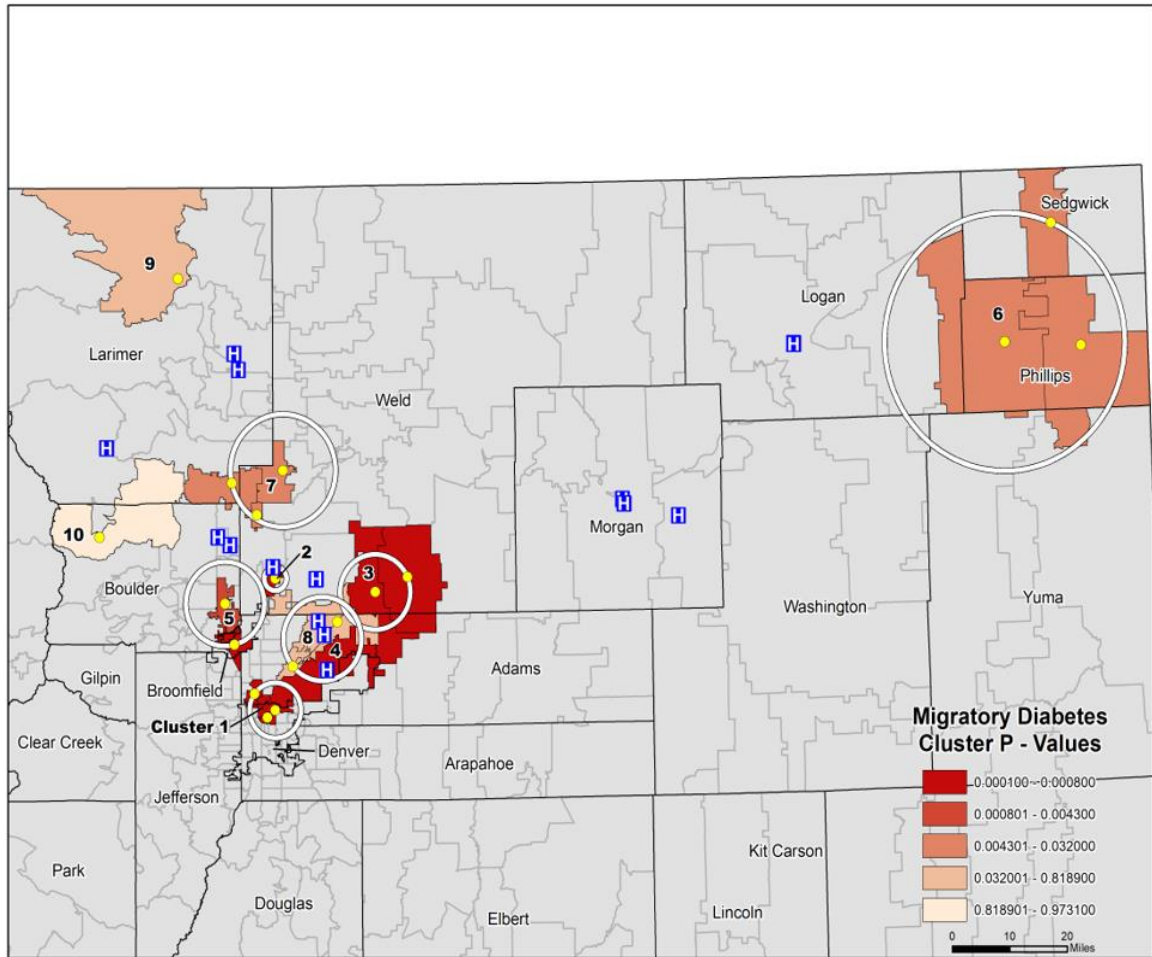 Sedgwick
9
Logan
6
H
Larimer
H
H
Phillips
Weld
H
7
H
H
H
Morgan
10
H
H
H
2
H
3
Boulder
Washington
Yuma
5
H
8
H
4
Gilpin
H
Adams
Broomfield
Cluster 1
Migratory Diabetes
Cluster P - Values
Clear Creek
Denver
Arapahoe
Jefferson
0.000100 - 0.000800
0.000801 - 0.004300
0.004301 - 0.032000
0.032001 - 0.818900
0.818901 - 0.973100
Park
Kit Carson
Douglas
Elbert
Lincoln
0 10 20
Miles